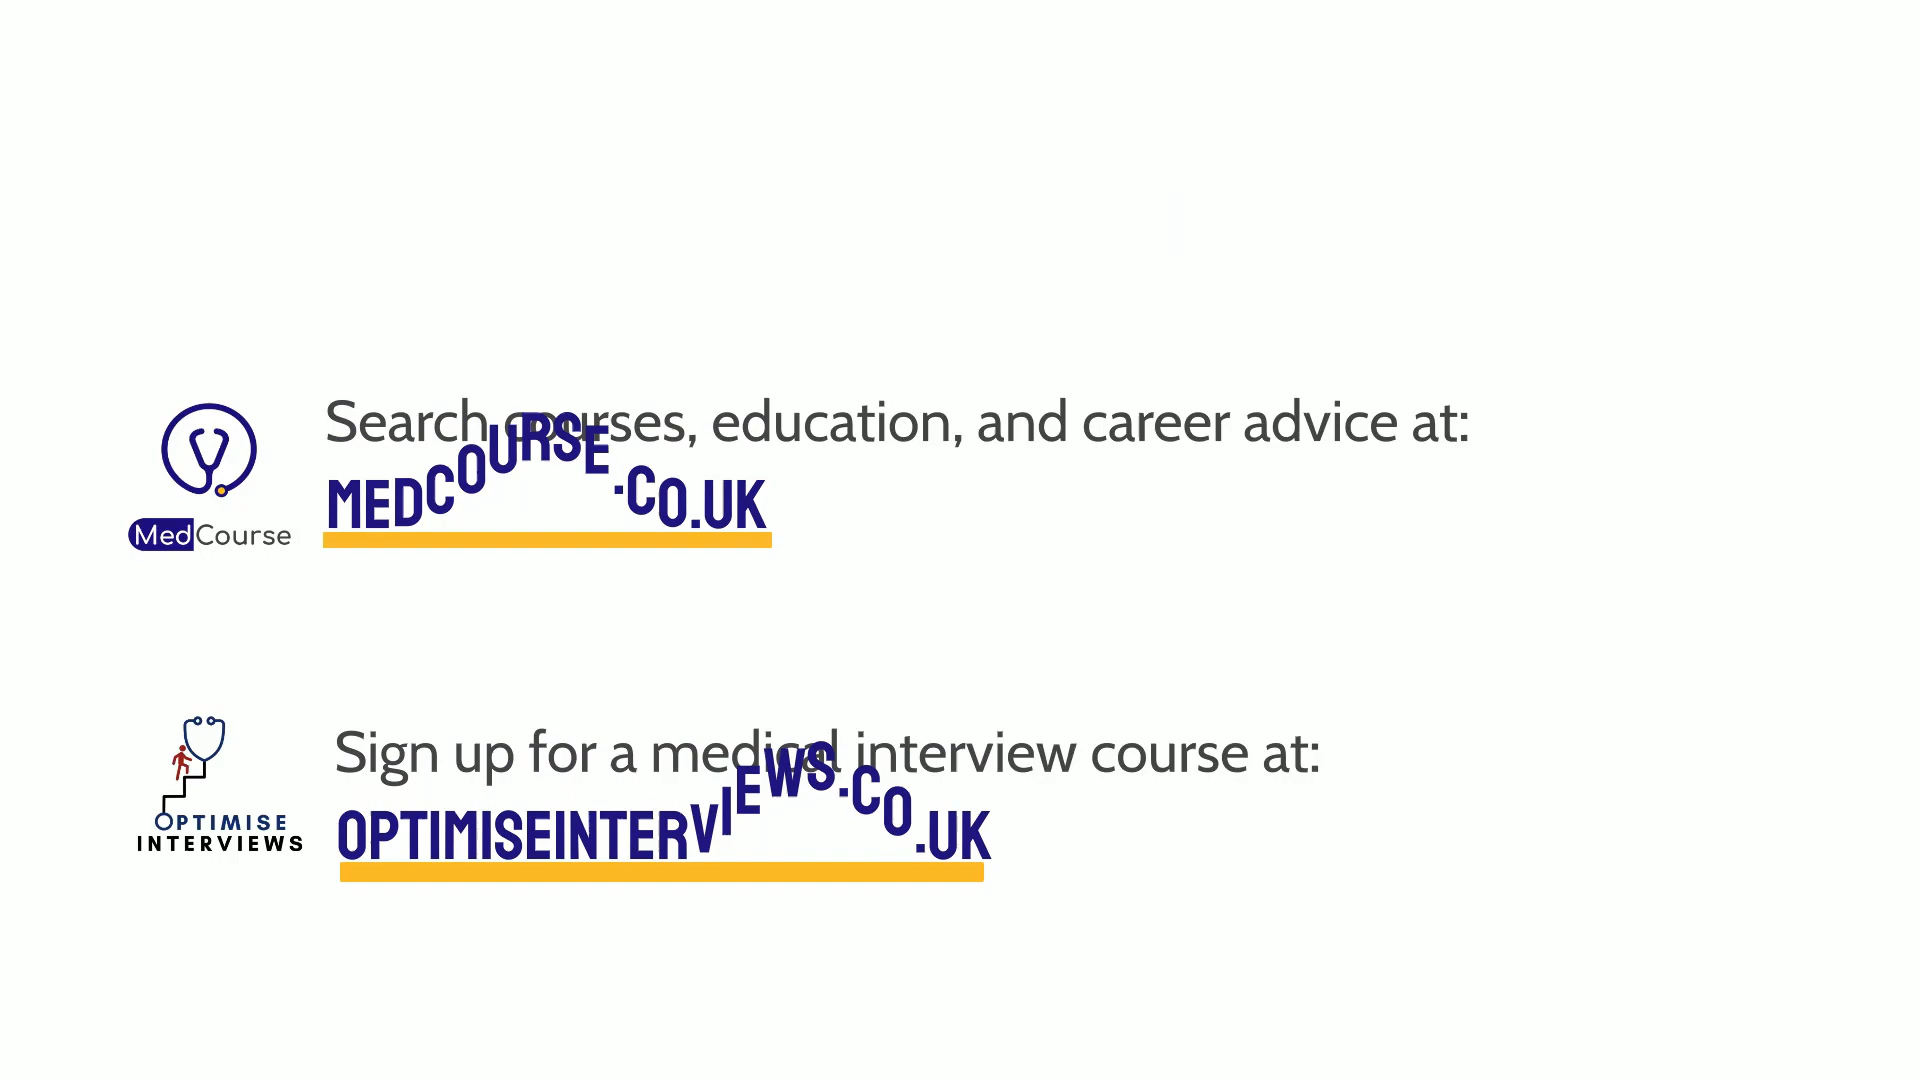 Search courses, education, and career advice at:
MEDCOURSE.CO.UK
MedCourse
Sign up for a medical interview course at:
OPTIMISEINTERVIEWS.CO.UK
OPTIMISE
INTERVIEWS